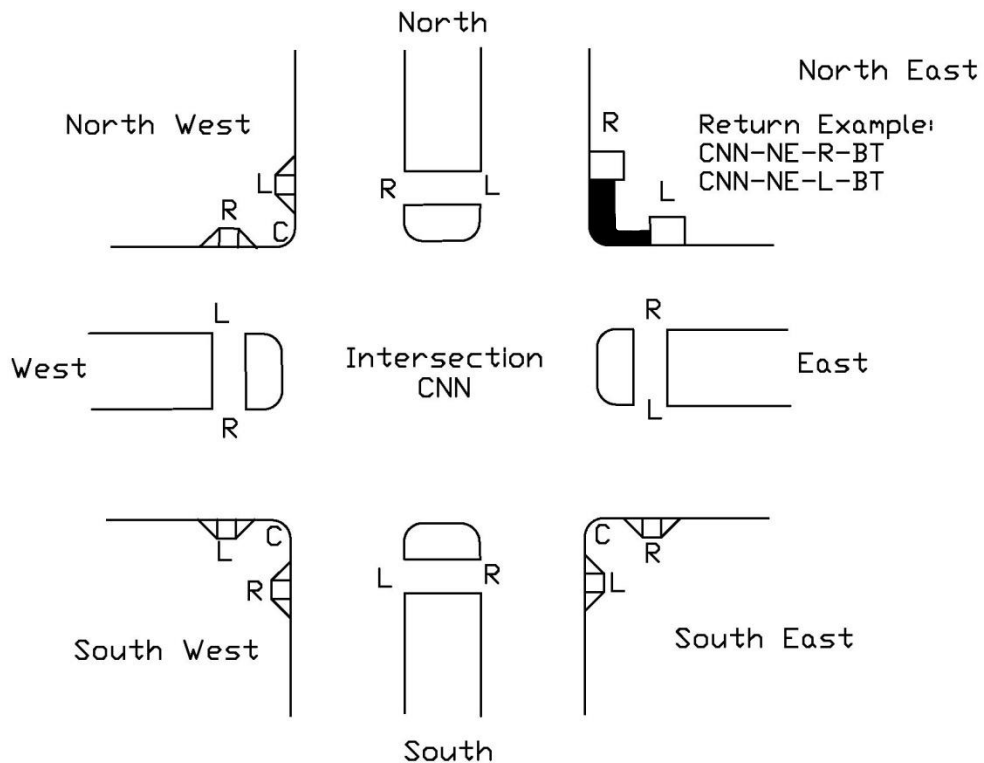 North
North East
North West
Return Example:
CNN-NE-R-BT
CNN-NE-L-BT
R
L
R
L
R
L
C
L
R
West
Intersection
CNN
East
R
L
C
L
R
L
R
C
R
L
South West
South East
South